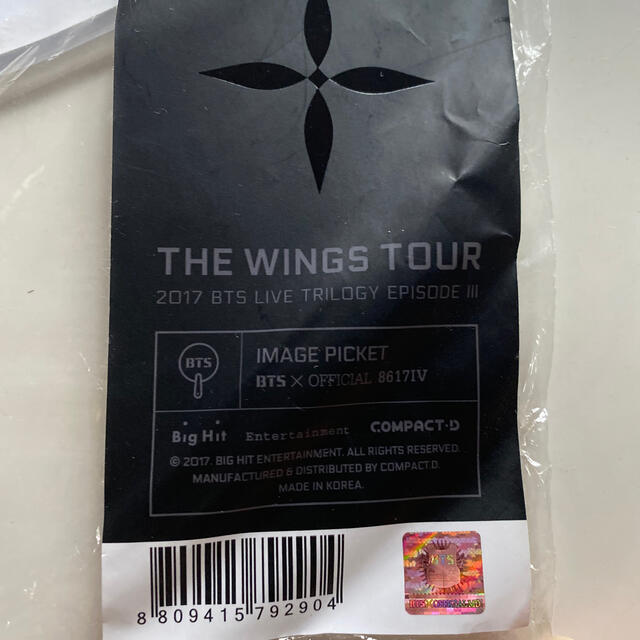 THE WINGS TOUR
2017 BTS LIVE TRILOGY EPISODE III
BTS
IMAGE PICKET
BTS × OFFICIAL 8617IV
Big Hit Entertainment COMPACT·D
© 2017. BIG HIT ENTERTAINMENT. ALL RIGHTS RESERVED.
MANUFACTURED & DISTRIBUTED BY COMPACT.D.
MADE IN KOREA.
8 809415 792904
BTS